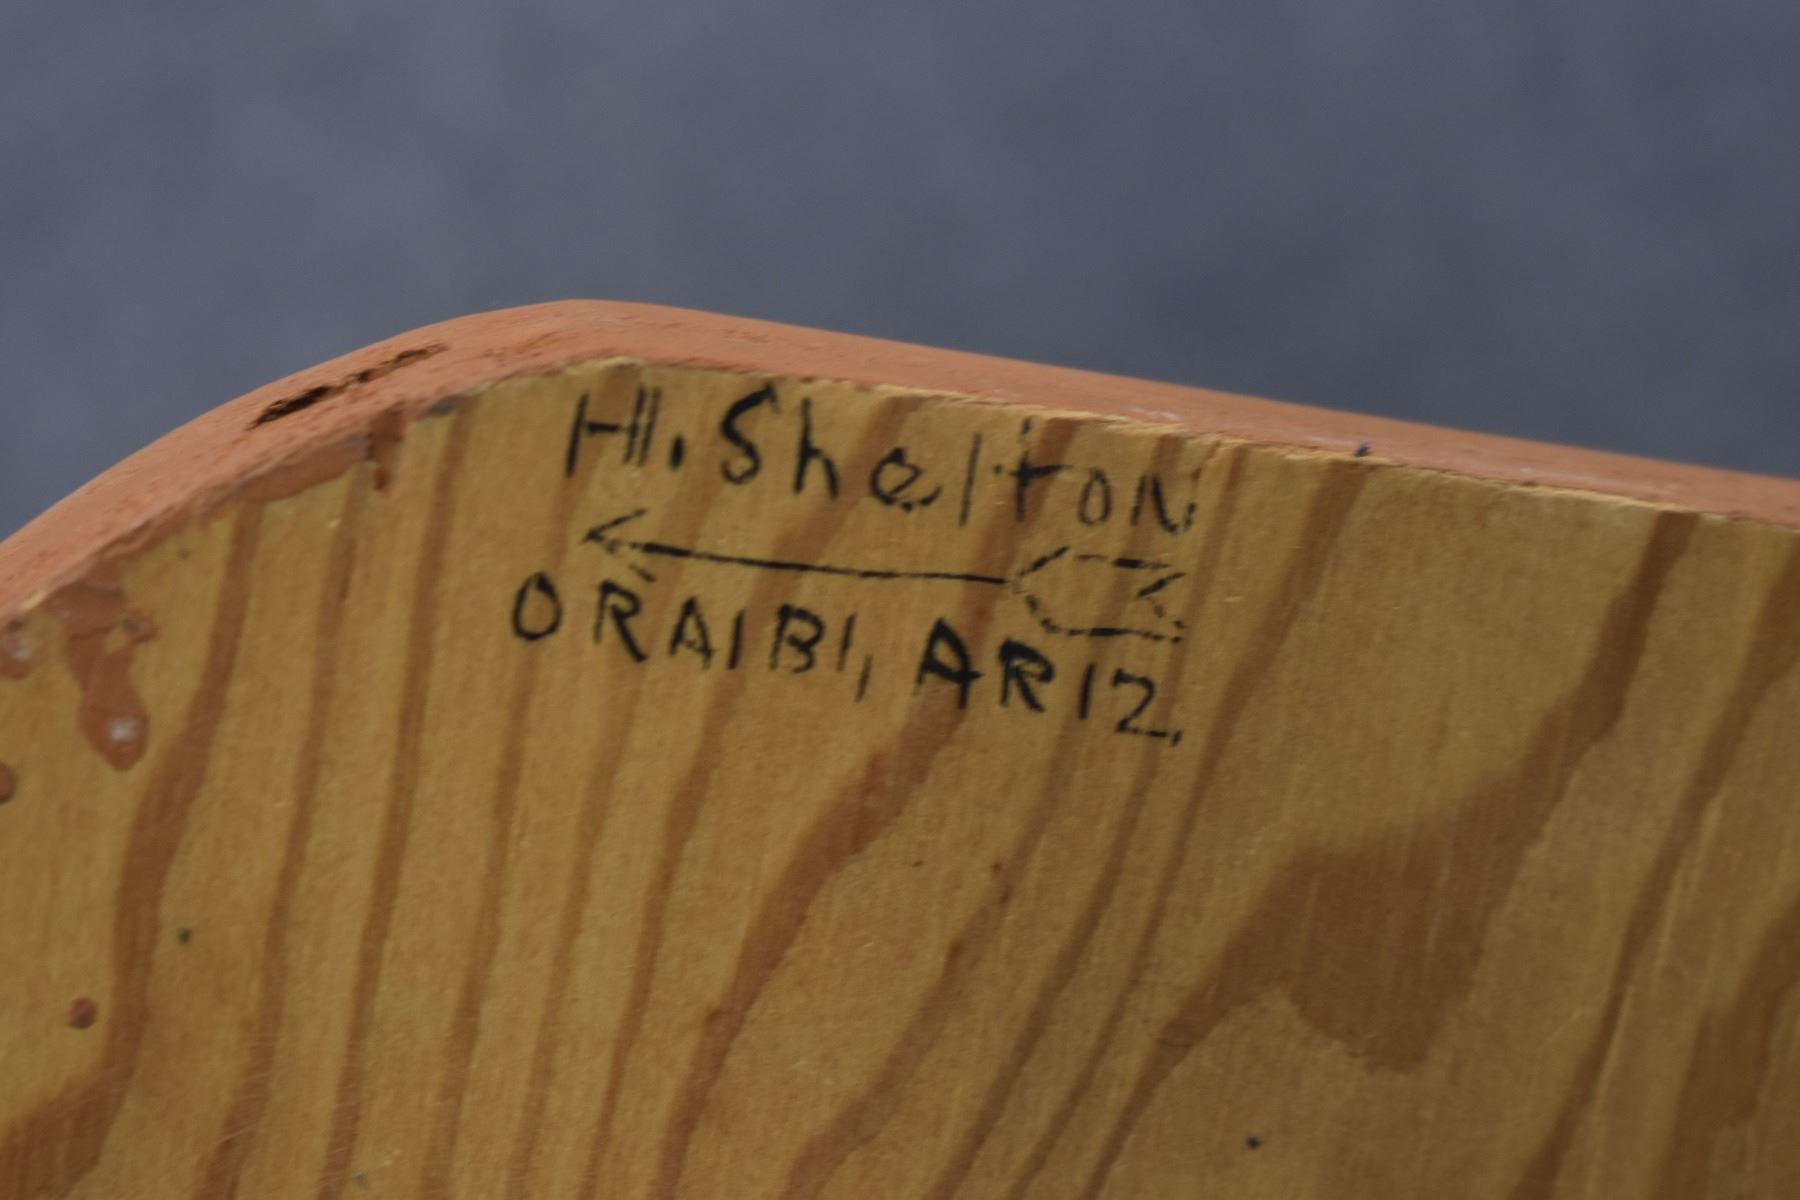 H. Shelton
ORAIBI, ARIZ.